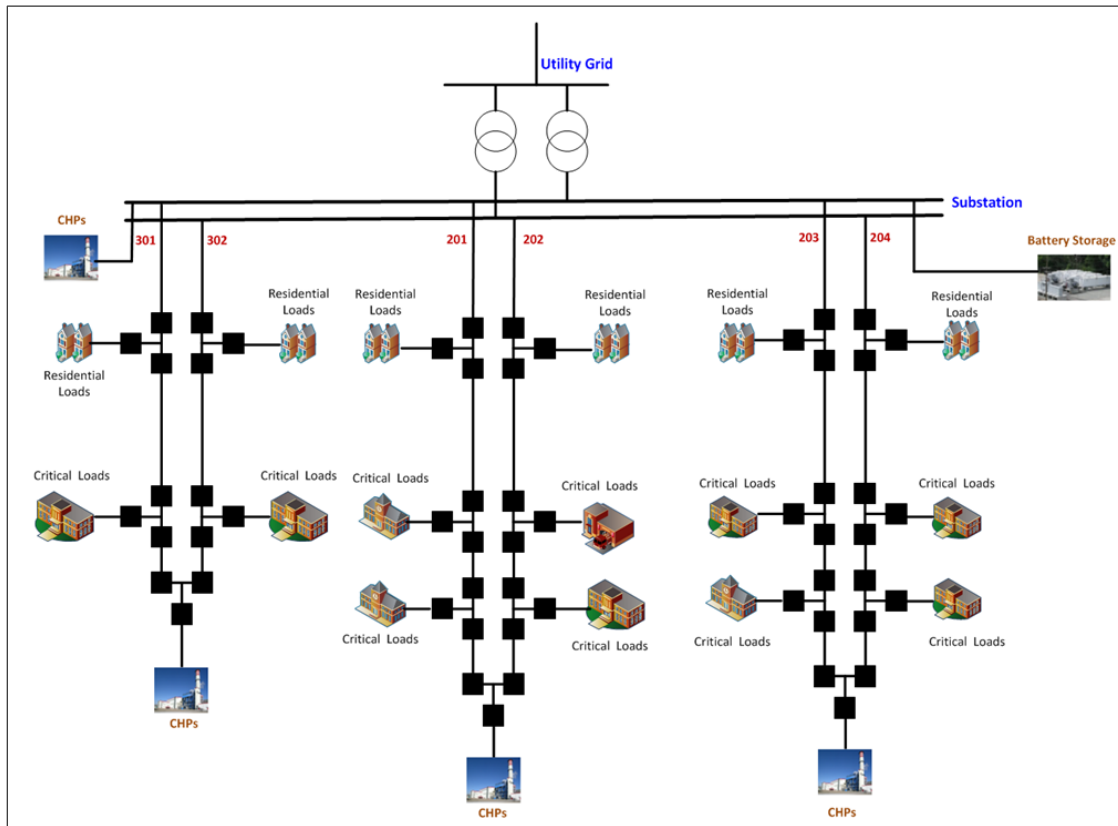 Utility Grid
Substation
CHPs
301
302
201
202
203
204
Battery Storage
Residential
Loads
Residential
Loads
Residential
Loads
Residential
Loads
Residential
Loads
Residential
Loads
Critical Loads
Critical Loads
Critical Loads
Critical Loads
Critical Loads
Critical Loads
Critical Loads
Critical Loads
Critical Loads
Critical Loads
CHPs
CHPs
CHPs